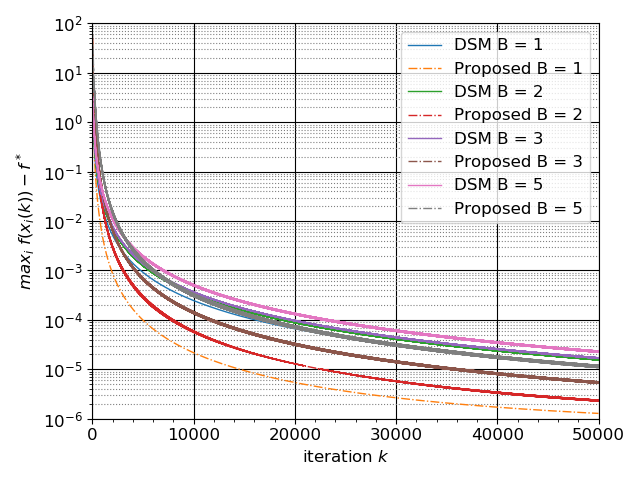 10^2
10^1
10^0
10^{-1}
10^{-2}
10^{-3}
10^{-4}
10^{-5}
10^{-6}
max_i f(x_i(k)) − f^*
DSM B = 1
Proposed B = 1
DSM B = 2
Proposed B = 2
DSM B = 3
Proposed B = 3
DSM B = 5
Proposed B = 5
0 10000 20000 30000 40000 50000
iteration k